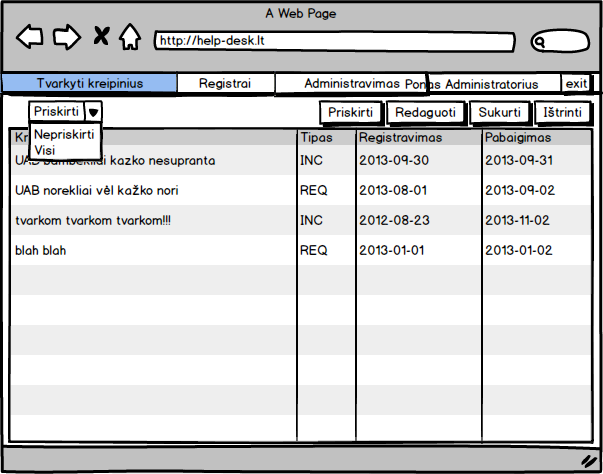 A Web Page
http://help-desk.lt
Tvarkyti kreipinius Registrai Administravimas Ponas Administratorius exit
Priskirti Priskirti Redaguoti Sukurti Ištrinti
Nepriskirti
Visi
Tipas Registravimas Pabaigimas
UAB bambekliai kazko nesupranta INC 2013-09-30 2013-09-31
UAB norekliai vėl kažko nori REQ 2013-08-01 2013-09-02
tvarkom tvarkom tvarkom!!! INC 2012-08-23 2013-11-02
blah blah REQ 2013-01-01 2013-01-02